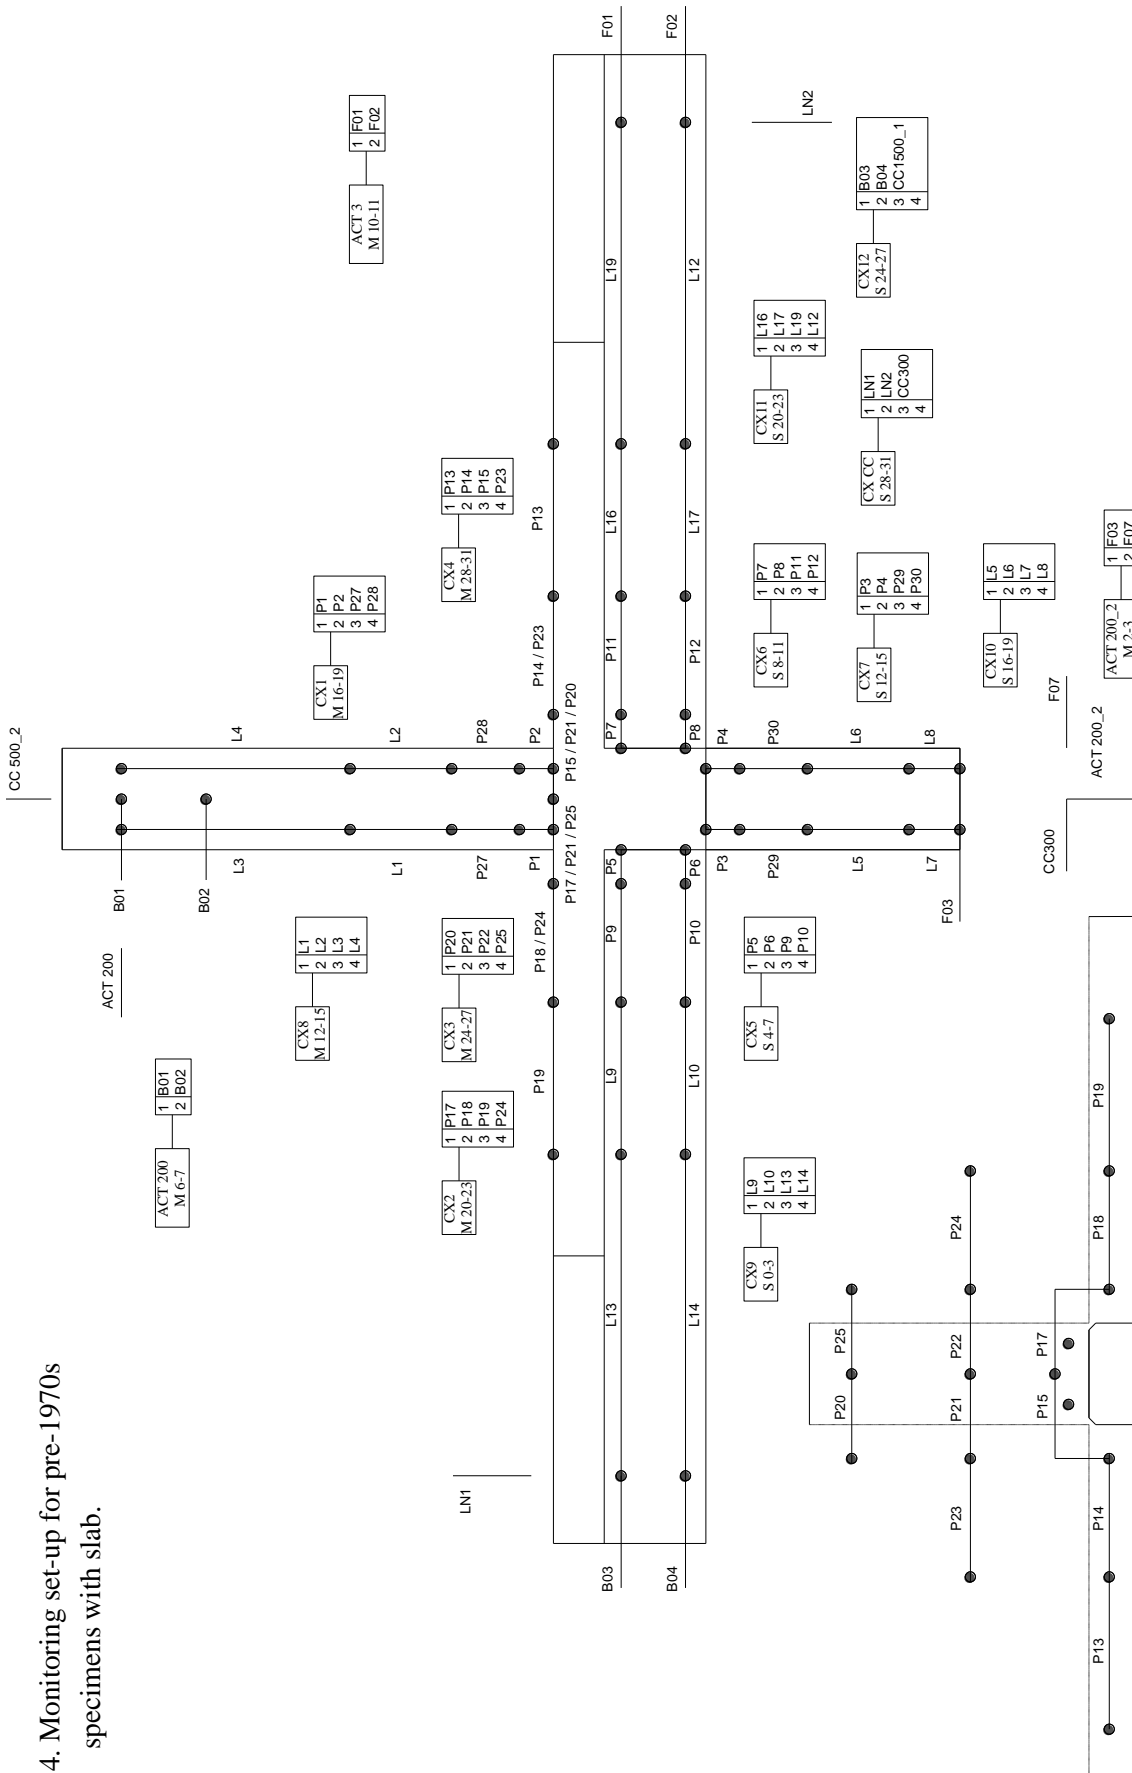 4. Monitoring set-up for pre-1970s
specimens with slab.
CC 500_2
ACT 200
B01
B02
L3
L4
L1
L2
P27
P28
P1
P2
ACT 200
M 6-7
1 B01
2 B02
CX8
M 12-15
1 L1
2 L2
3 L3
4 L4
CX1
M 16-19
1 P1
2 P2
3 P27
4 P28
ACT 3
M 10-11
1 F01
2 F02
CX2
M 20-23
1 P17
2 P18
3 P19
4 P24
CX3
M 24-27
1 P20
2 P21
3 P22
4 P25
CX4
M 28-31
1 P13
2 P14
3 P15
4 P23
LN1
P19
P18 / P24
P17 / P21 / P25
P15 / P21 / P20
P14 / P23
P13
B03
L13
L9
P9
P5
P7
P11
L16
L19
F01
B04
L14
L10
P10
P6
P8
P12
L17
L12
F02
LN2
P3
P4
P29
P30
L5
L6
L7
L8
F03
F07
ACT 200_2
CC300
CX9
S 0-3
1 L9
2 L10
3 L13
4 L14
CX5
S 4-7
1 P5
2 P6
3 P9
4 P10
CX6
S 8-11
1 P7
2 P8
3 P11
4 P12
CX11
S 20-23
1 L16
2 L17
3 L19
4 L12
CX7
S 12-15
1 P3
2 P4
3 P29
4 P30
CX CC
S 28-31
1 LN1
2 LN2
3 CC300
4
CX12
S 24-27
1 B03
2 B04
3 CC1500_1
4
CX10
S 16-19
1 L5
2 L6
3 L7
4 L8
ACT 200_2
M 2-3
1 F03
2 F07
P20
P25
P23
P21
P22
P24
P15
P17
P13
P14
P18
P19